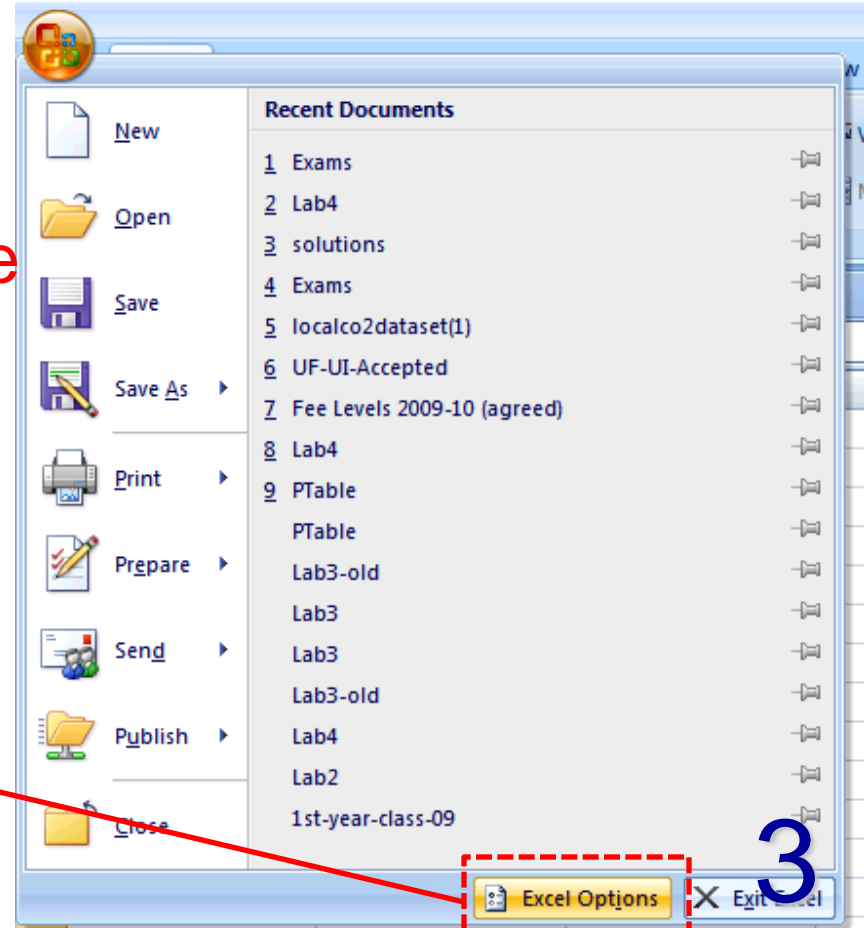 Recent Documents
New
Open
Save
Save As
Print
Prepare
Send
Publish
Close
1 Exams
2 Lab4
3 solutions
4 Exams
5 localco2dataset(1)
6 UF-UI-Accepted
7 Fee Levels 2009-10 (agreed)
8 Lab4
9 PTable
PTable
Lab3-old
Lab3
Lab3
Lab3-old
Lab4
Lab2
1st-year-class-09
Excel Options
Exit Excel
3
e
w